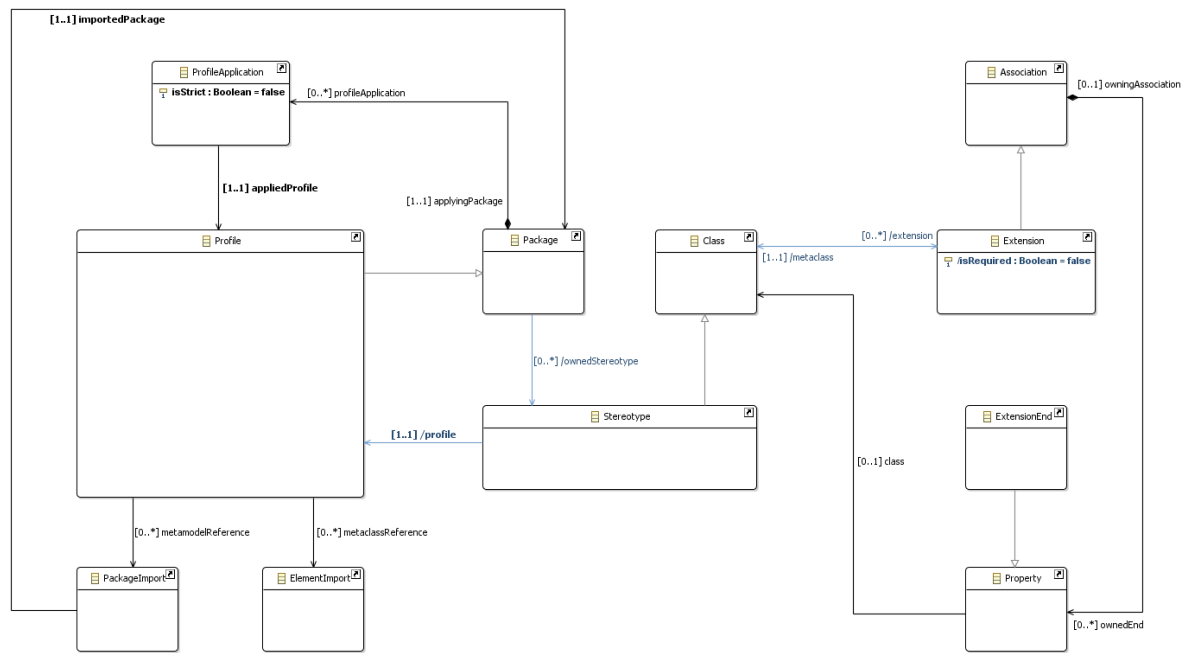 [1..1] importedPackage
ProfileApplication
isStrict : Boolean = false
[0..*] profileApplication
Association
[0..1] owningAssociation
[1..1] appliedProfile
[1..1] applyingPackage
Profile
Package
Class
[0..*] /extension
[1..1] /metaclass
Extension
/isRequired : Boolean = false
[0..*] /ownedStereotype
Stereotype
[1..1] /profile
ExtensionEnd
[0..1] class
[0..*] metamodelReference
[0..*] metaclassReference
PackageImport
ElementImport
Property
[0..*] ownedEnd